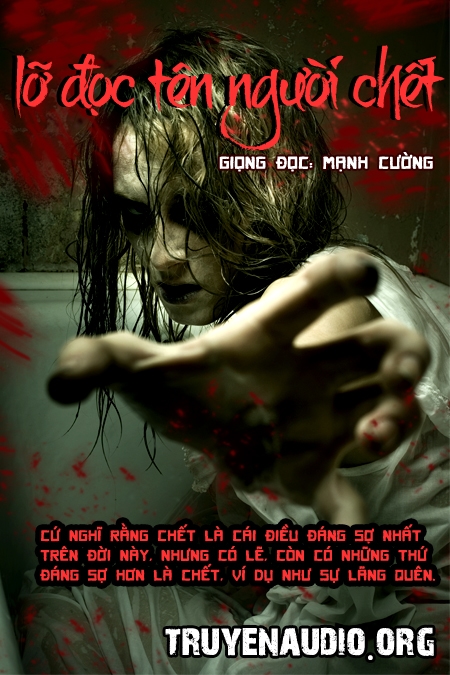 lỡ đọc tên người chết
GIỌNG ĐỌC: MẠNH CƯỜNG
CỨ NGHĨ RẰNG CHẾT LÀ CÁI ĐIỀU ĐÁNG SỢ NHẤT
TRÊN ĐỜI NÀY, NHƯNG CÓ LẼ, CÒN CÓ NHỮNG THỨ
ĐÁNG SỢ HƠN LÀ CHẾT, VÍ DỤ NHƯ SỰ LÃNG QUÊN.
TRUYENAUDIO.ORG